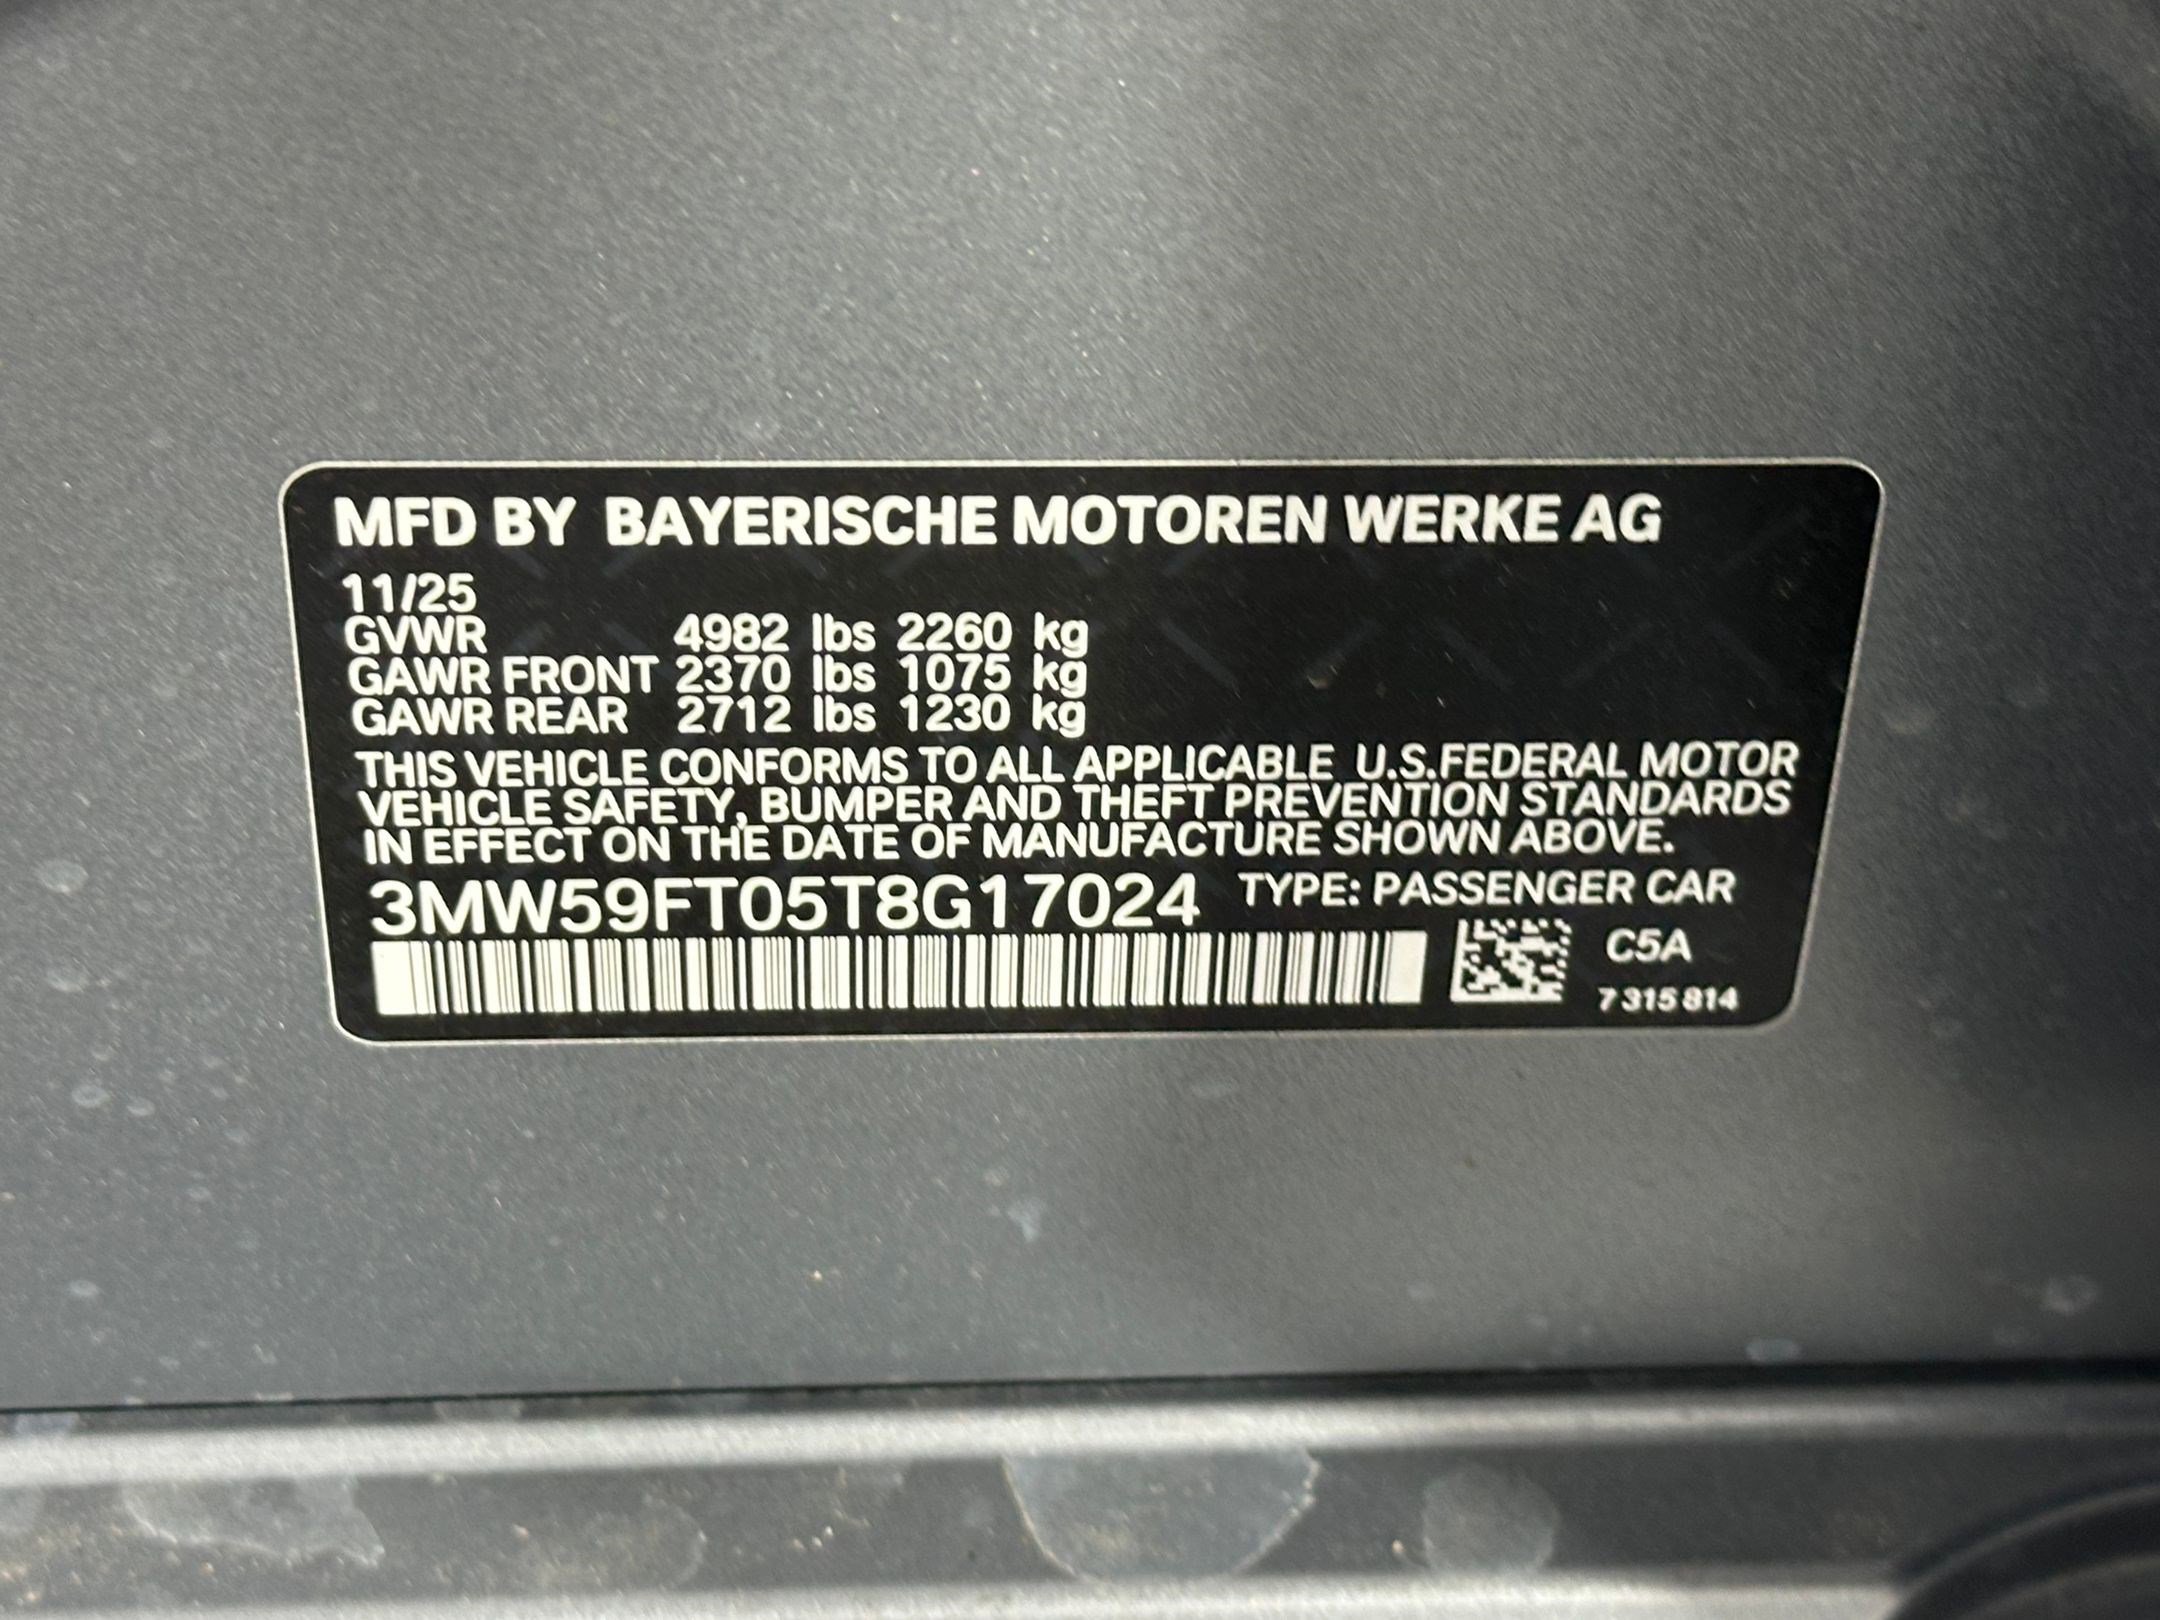 MFD BY BAYERISCHE MOTOREN WERKE AG
11/25
GVWR 4982 lbs 2260 kg
GAWR FRONT 2370 lbs 1075 kg
GAWR REAR 2712 lbs 1230 kg
THIS VEHICLE CONFORMS TO ALL APPLICABLE U.S.FEDERAL MOTOR
VEHICLE SAFETY, BUMPER AND THEFT PREVENTION STANDARDS
IN EFFECT ON THE DATE OF MANUFACTURE SHOWN ABOVE.
3MW59FT05T8G17024 TYPE: PASSENGER CAR
C5A
7 315 814